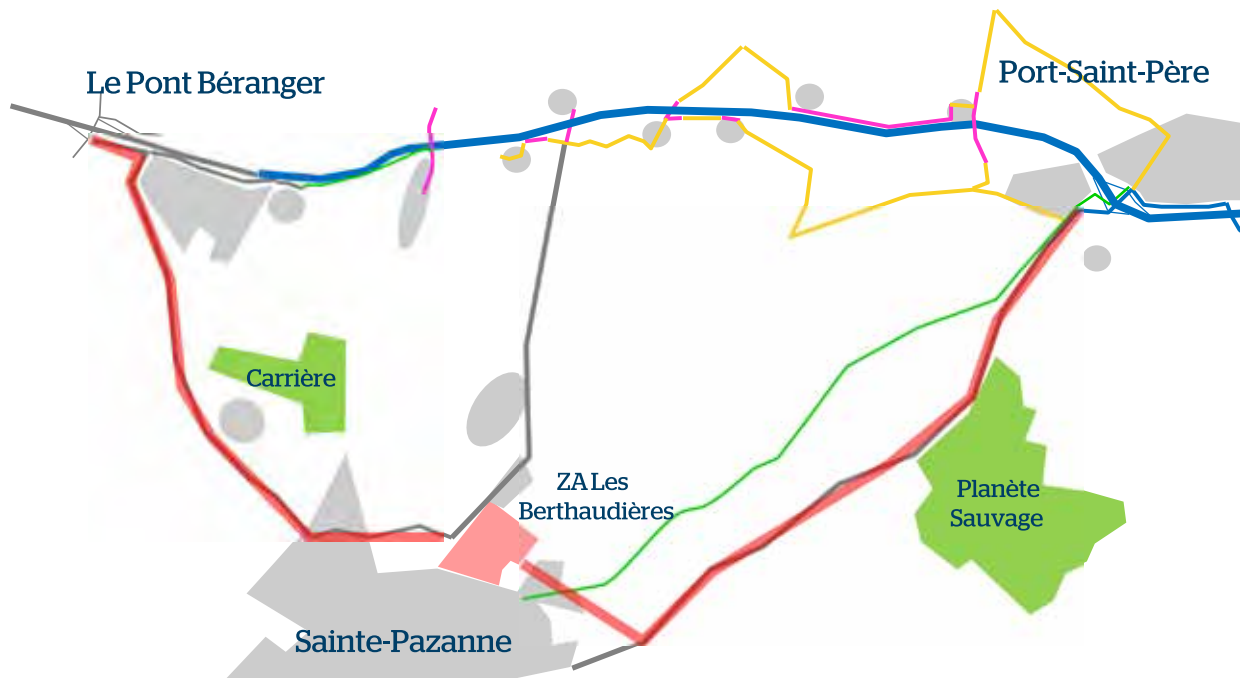 Le Pont Béranger
Port-Saint-Père
Carrière
ZA Les
Berthaudières
Planète
Sauvage
Sainte-Pazanne